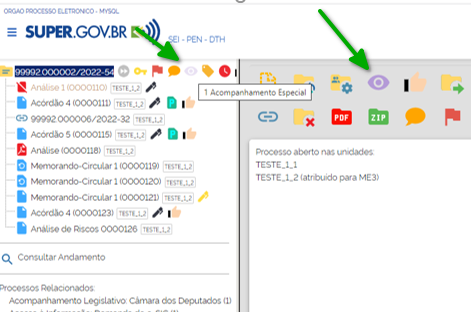 ORGAO PROCESSO ELETRONICO - MYSQL
SUPER.GOV.BR
SEI - PEN - DTH
99992.000002/2022-54
Análise 1 (0000110) TESTE_1_2
1 Acompanhamento Especial
Acórdão 4 (0000111) TESTE_1_2
99992.000006/2022-32 TESTE_1_2
Acórdão 5 (0000115) TESTE_1_2
Análise (0000118) TESTE_1_2
Memorando-Circular 1 (0000119) TESTE_1_2
Memorando-Circular 1 (0000120) TESTE_1_2
Memorando-Circular 1 (0000121) TESTE_1_2
Acórdão 4 (0000123) TESTE_1_2
Análise de Riscos 0000126 TESTE_1_2
Consultar Andamento
Processos Relacionados:
Acompanhamento Legislativo: Câmara dos Deputados (1)
PDF
ZIP
Processo aberto nas unidades:
TESTE_1_1
TESTE_1_2 (atribuído para ME3)